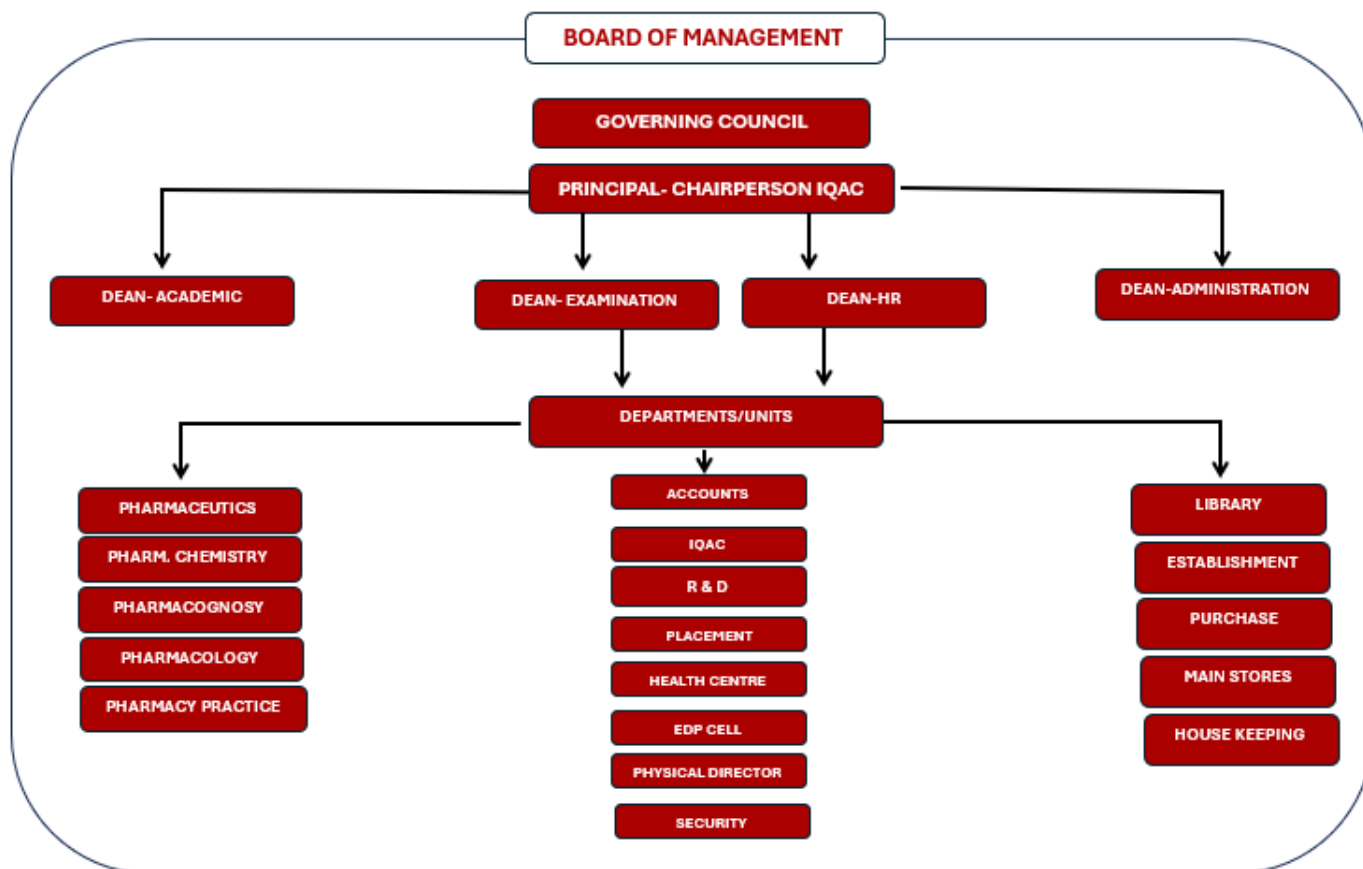 BOARD OF MANAGEMENT
GOVERNING COUNCIL
PRINCIPAL- CHAIRPERSON IQAC
DEAN- ACADEMIC
DEAN- EXAMINATION
DEAN-HR
DEAN-ADMINISTRATION
DEPARTMENTS/UNITS
PHARMACEUTICS
PHARM. CHEMISTRY
PHARMACOGNOSY
PHARMACOLOGY
PHARMACY PRACTICE
ACCOUNTS
IQAC
R & D
PLACEMENT
HEALTH CENTRE
EDP CELL
PHYSICAL DIRECTOR
SECURITY
LIBRARY
ESTABLISHMENT
PURCHASE
MAIN STORES
HOUSE KEEPING